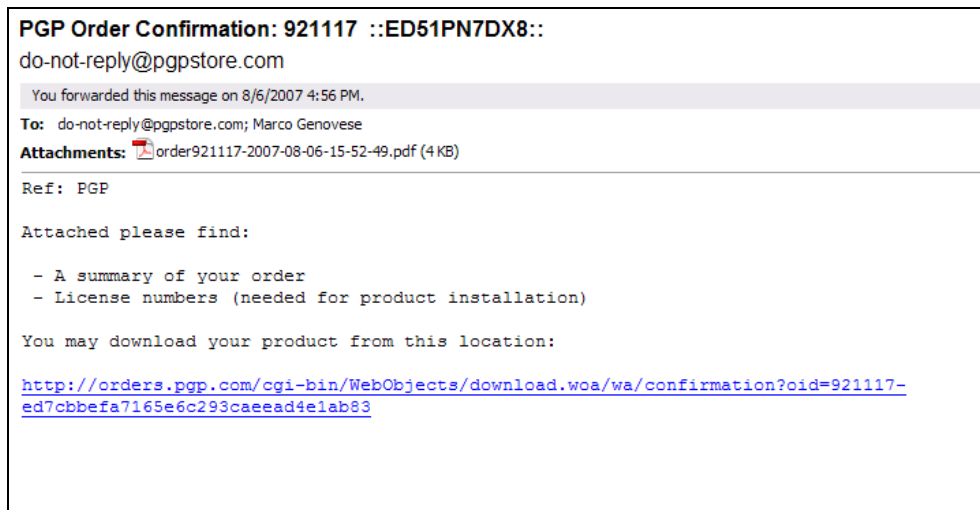 PGP Order Confirmation: 921117 ::ED51PN7DX8::
do-not-reply@pgpstore.com
You forwarded this message on 8/6/2007 4:56 PM.
To: do-not-reply@pgpstore.com; Marco Genovese
Attachments: order921117-2007-08-06-15-52-49.pdf (4 KB)
Ref: PGP
Attached please find:
- A summary of your order
- License numbers (needed for product installation)
You may download your product from this location:
http://orders.pgp.com/cgi-bin/WebObjects/download.woa/wa/confirmation?oid=921117-
ed7cbbefa7165e6c293caeead4e1ab83